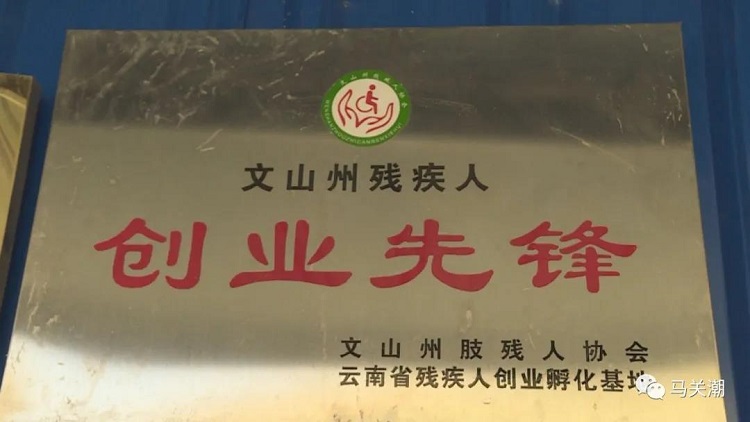 文山州残疾人
创业先锋
文山州肢残人协会
云南省残疾人创业孵化基地
马关潮